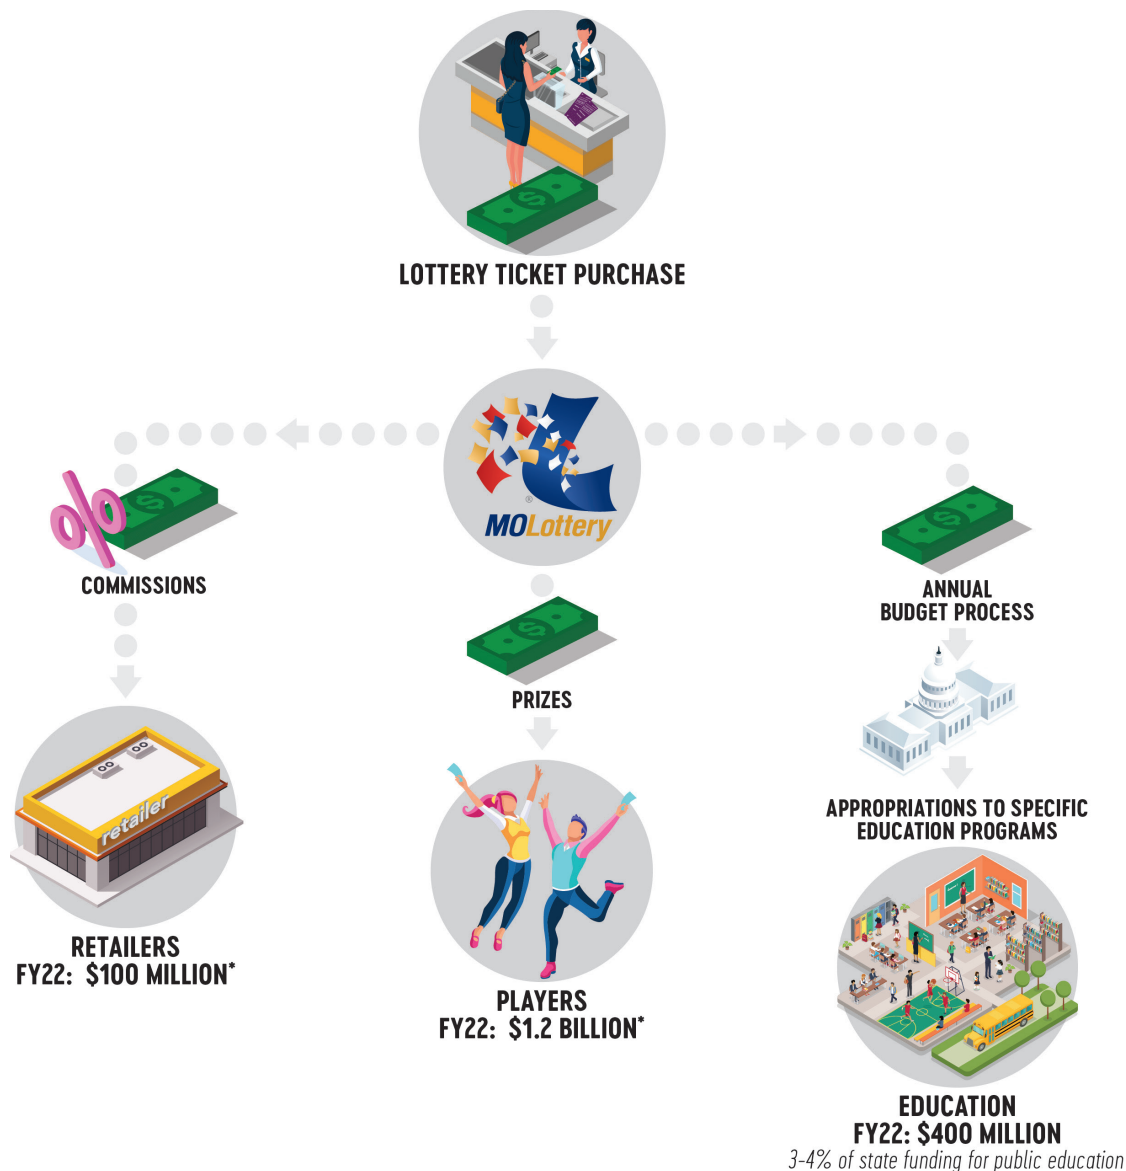 LOTTERY TICKET PURCHASE
®
MOLottery
%
COMMISSIONS
ANNUAL
BUDGET PROCESS
PRIZES
retailer
APPROPRIATIONS TO SPECIFIC
EDUCATION PROGRAMS
RETAILERS
FY22: $100 MILLION*
PLAYERS
FY22: $1.2 BILLION*
EDUCATION
FY22: $400 MILLION
3-4% of state funding for public education